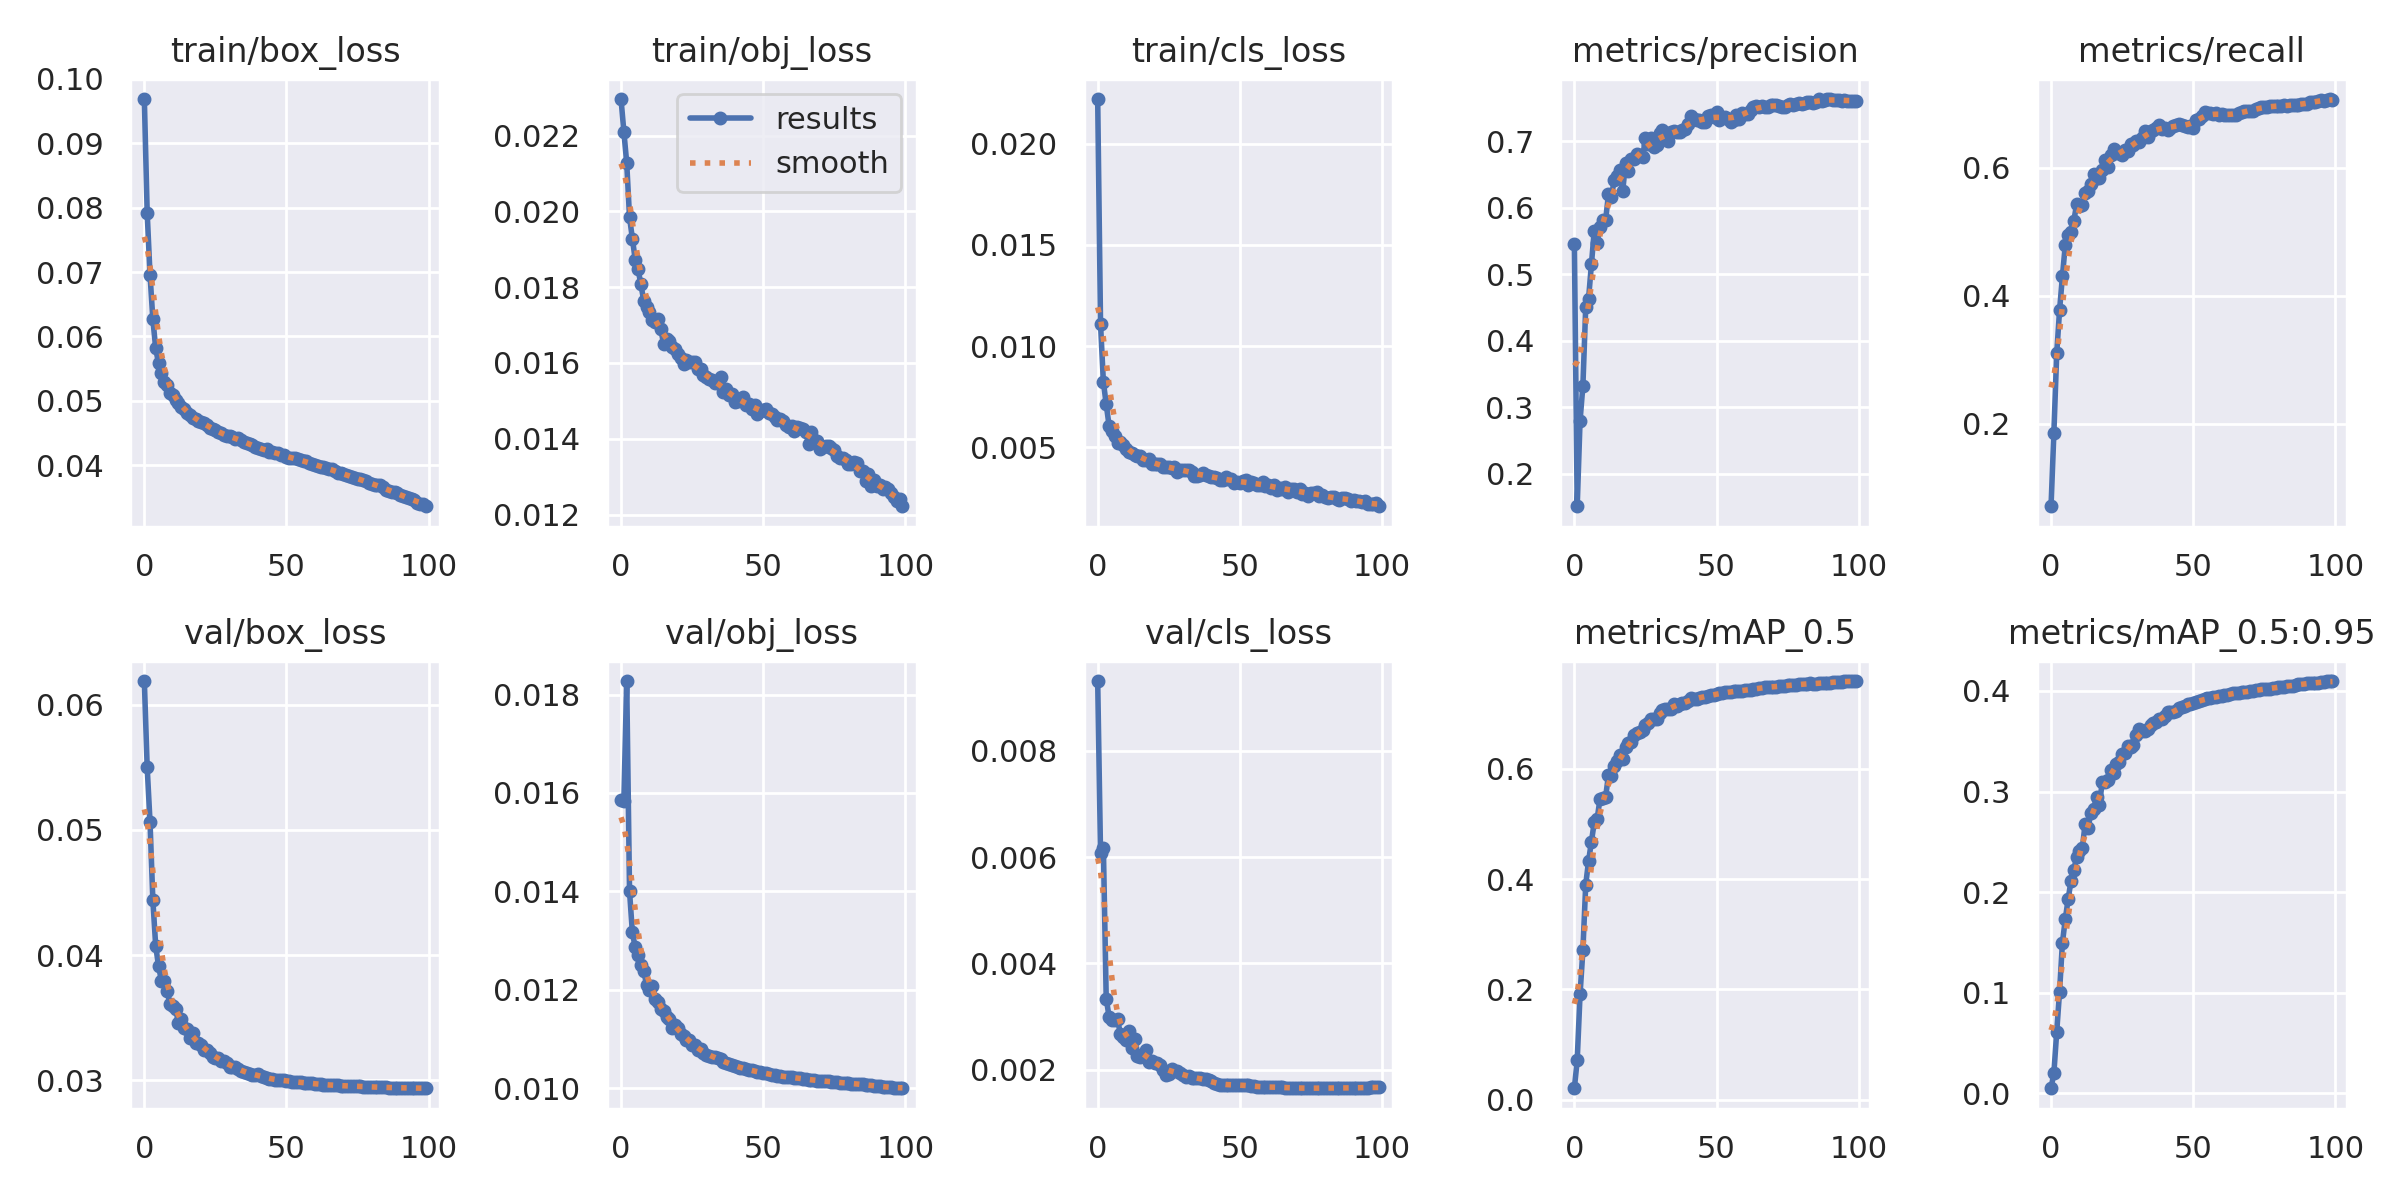 train/box_loss
0.10
0.09
0.08
0.07
0.06
0.05
0.04
0 50 100
train/obj_loss
results
smooth
0.022
0.020
0.018
0.016
0.014
0.012
0 50 100
train/cls_loss
0.020
0.015
0.010
0.005
0 50 100
metrics/precision
0.7
0.6
0.5
0.4
0.3
0.2
0 50 100
metrics/recall
0.6
0.4
0.2
0 50 100
val/box_loss
0.06
0.05
0.04
0.03
0 50 100
val/obj_loss
0.018
0.016
0.014
0.012
0.010
0 50 100
val/cls_loss
0.008
0.006
0.004
0.002
0 50 100
metrics/mAP_0.5
0.6
0.4
0.2
0.0
0 50 100
metrics/mAP_0.5:0.95
0.4
0.3
0.2
0.1
0.0
0 50 100